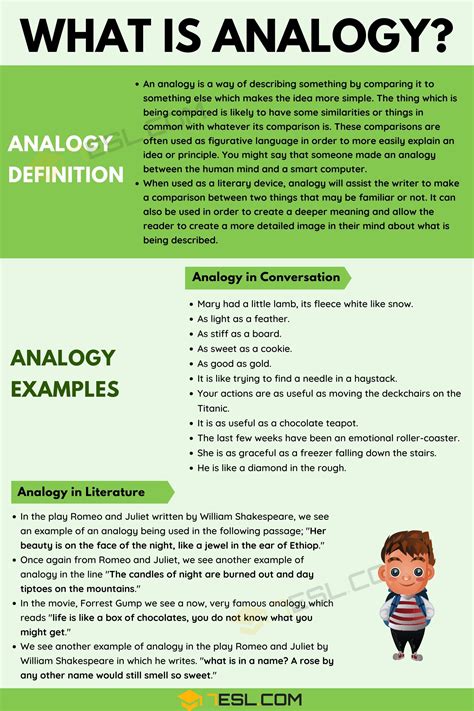 WHAT IS ANALOGY?
ANALOGY
DEFINITION
• An analogy is a way of describing something by comparing it to
something else which makes the idea more simple. The thing which is
being compared is likely to have some similarities or things in
common with whatever its comparison is. These comparisons are
often used as figurative language in order to more easily explain an
idea or principle. You might say that someone made an analogy
between the human mind and a smart computer.
• When used as a literary device, analogy will assist the writer to make
a comparison between two things that may be familiar or not. It can
also be used in order to create a deeper meaning and allow the
reader to create a more detailed image in their mind about what is
being described.
Analogy in Conversation
ANALOGY
EXAMPLES
• Mary had a little lamb, its fleece white like snow.
• As light as a feather.
• As stiff as a board.
• As sweet as a cookie.
• As good as gold.
• It is like trying to find a needle in a haystack.
• Your actions are as useful as moving the deckchairs on the
Titanic.
• It is as useful as a chocolate teapot.
• The last few weeks have been an emotional roller-coaster.
• She is as graceful as a freezer falling down the stairs.
• He is like a diamond in the rough.
Analogy in Literature
• In the play Romeo and Juliet written by William Shakespeare, we see
an example of an analogy being used in the following passage; "Her
beauty is on the face of the night, like a jewel in the ear of Ethiop."
• Once again from Romeo and Juliet, we see another example of
analogy in the line "The candles of night are burned out and day
tiptoes on the mountains."
• In the movie, Forrest Gump we see a now, very famous analogy which
reads "life is like a box of chocolates, you do not know what you
might get."
• We see another example of analogy in the play Romeo and Juliet by
William Shakespeare in which he writes. "what is in a name? A rose by
any other name would still smell so sweet."
7ESL.COM
7ESL.COM
7ESL.COM